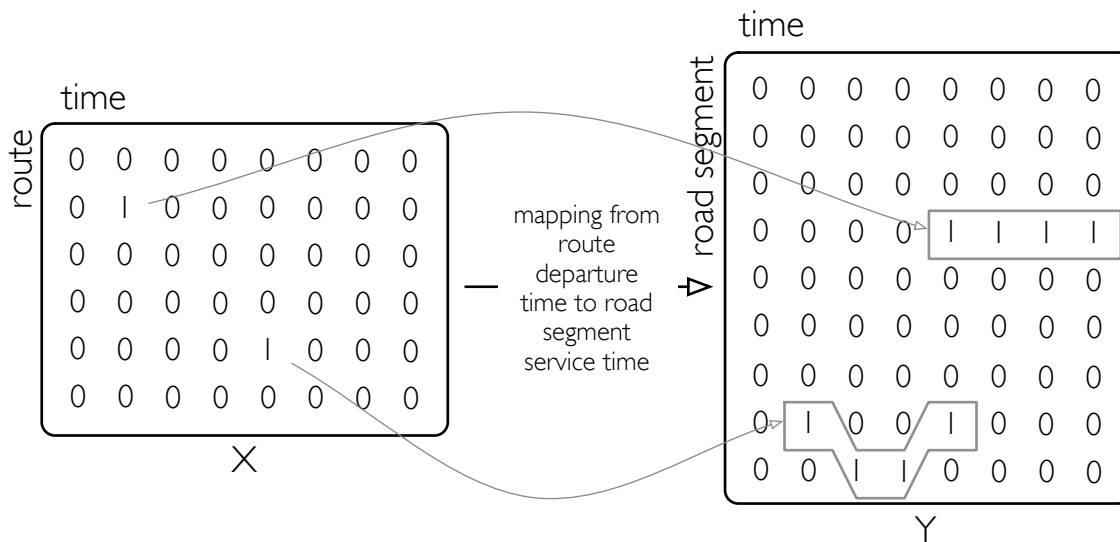 time
route
0 0 0 0 0 0 0 0
0 1 0 0 0 0 0 0
0 0 0 0 0 0 0 0
0 0 0 0 0 0 0 0
0 0 0 0 1 0 0 0
0 0 0 0 0 0 0 0
X
mapping from
route
departure
time to road
segment
service time
time
road segment
0 0 0 0 0 0 0 0
0 0 0 0 0 0 0 0
0 0 0 0 0 0 0 0
0 0 0 0 1 1 1 1
0 0 0 0 0 0 0 0
0 0 0 0 0 0 0 0
0 0 0 0 0 0 0 0
0 1 0 0 1 0 0 0
0 0 1 1 0 0 0 0
Y